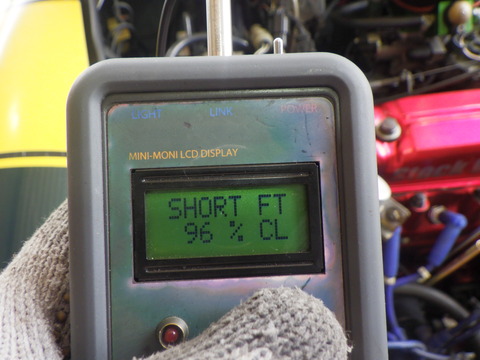 LIGHT LINK POWER
MINI-MONI LCD DISPLAY
SHORT FT
96 % CL